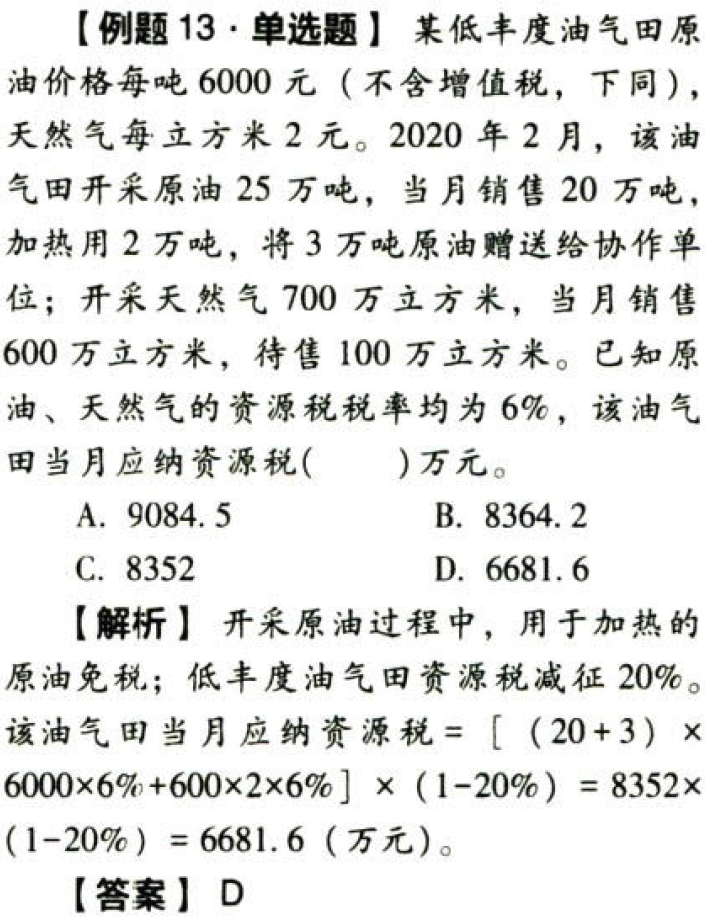 【例题 13·单选题】 某低丰度油气田原
油价格每吨 6000 元（不含增值税，下同），
天然气每立方米 2 元。2020 年 2 月，该油
气田开采原油 25 万吨，当月销售 20 万吨，
加热用 2 万吨，将 3 万吨原油赠送给协作单
位；开采天然气 700 万立方米，当月销售
600 万立方米，待售 100 万立方米。已知原
油、天然气的资源税税率均为 6%，该油气
田当月应纳资源税(　　)万元。
A. 9084.5　　B. 8364.2
C. 8352　　D. 6681.6
【解析】 开采原油过程中，用于加热的
原油免税；低丰度油气田资源税减征 20%。
该油气田当月应纳资源税 =［（20+3）×
6000×6%+600×2×6%］×（1-20%）= 8352×
（1-20%）= 6681.6（万元）。
【答案】 D